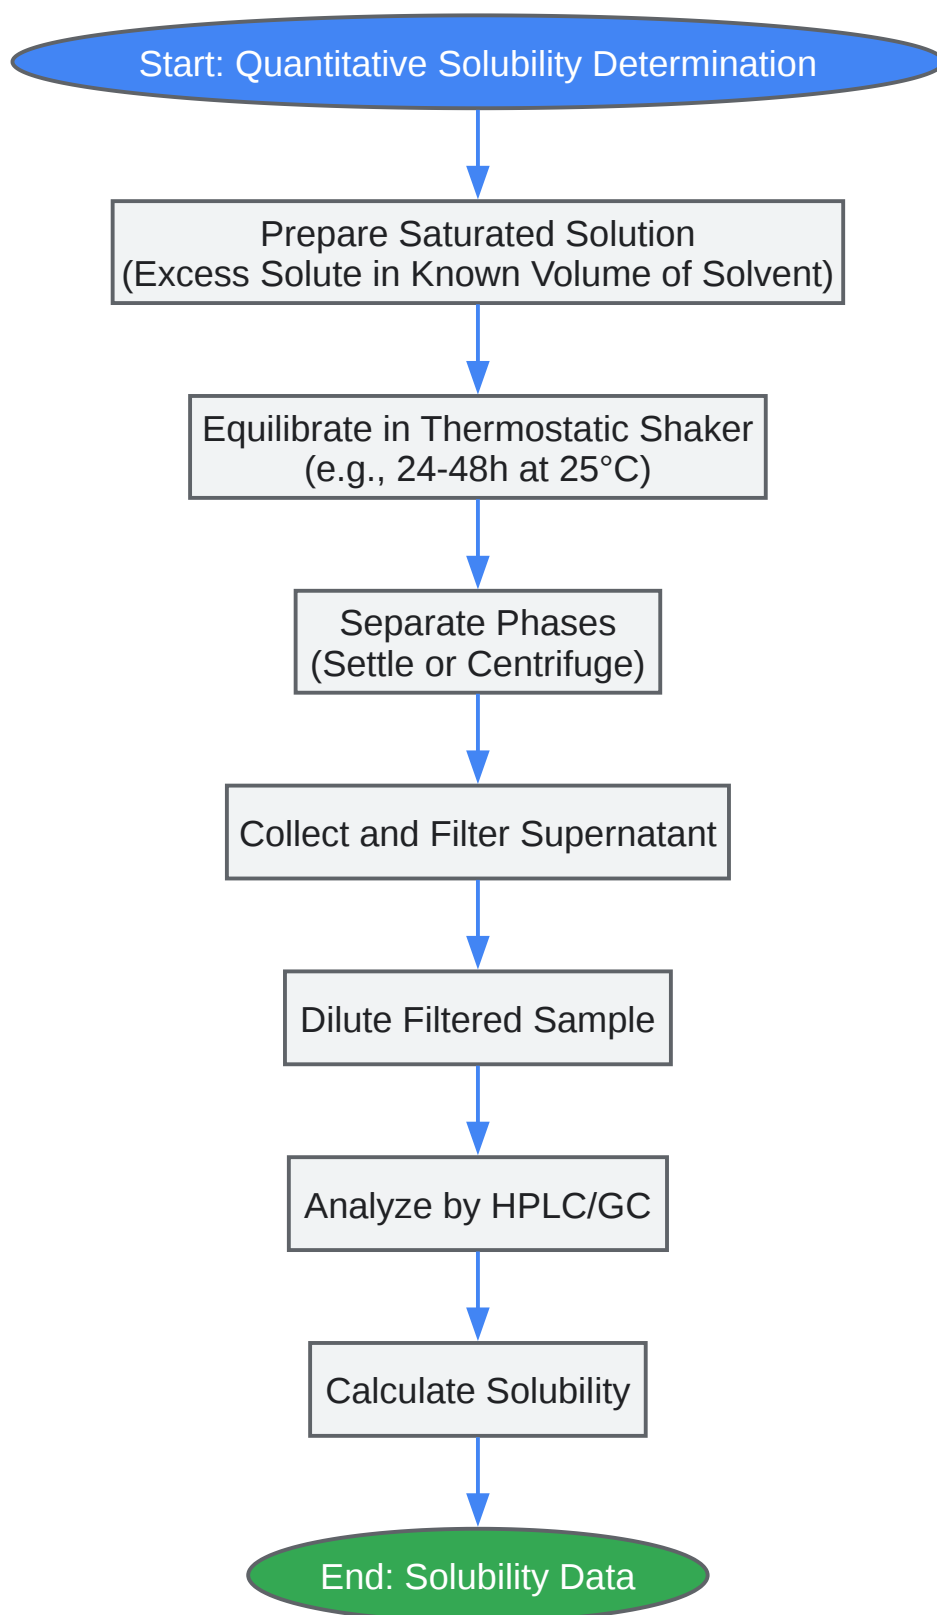 Start: Quantitative Solubility Determination
Prepare Saturated Solution
(Excess Solute in Known Volume of Solvent)
Equilibrate in Thermostatic Shaker
(e.g., 24-48h at 25°C)
Separate Phases
(Settle or Centrifuge)
Collect and Filter Supernatant
Dilute Filtered Sample
Analyze by HPLC/GC
Calculate Solubility
End: Solubility Data